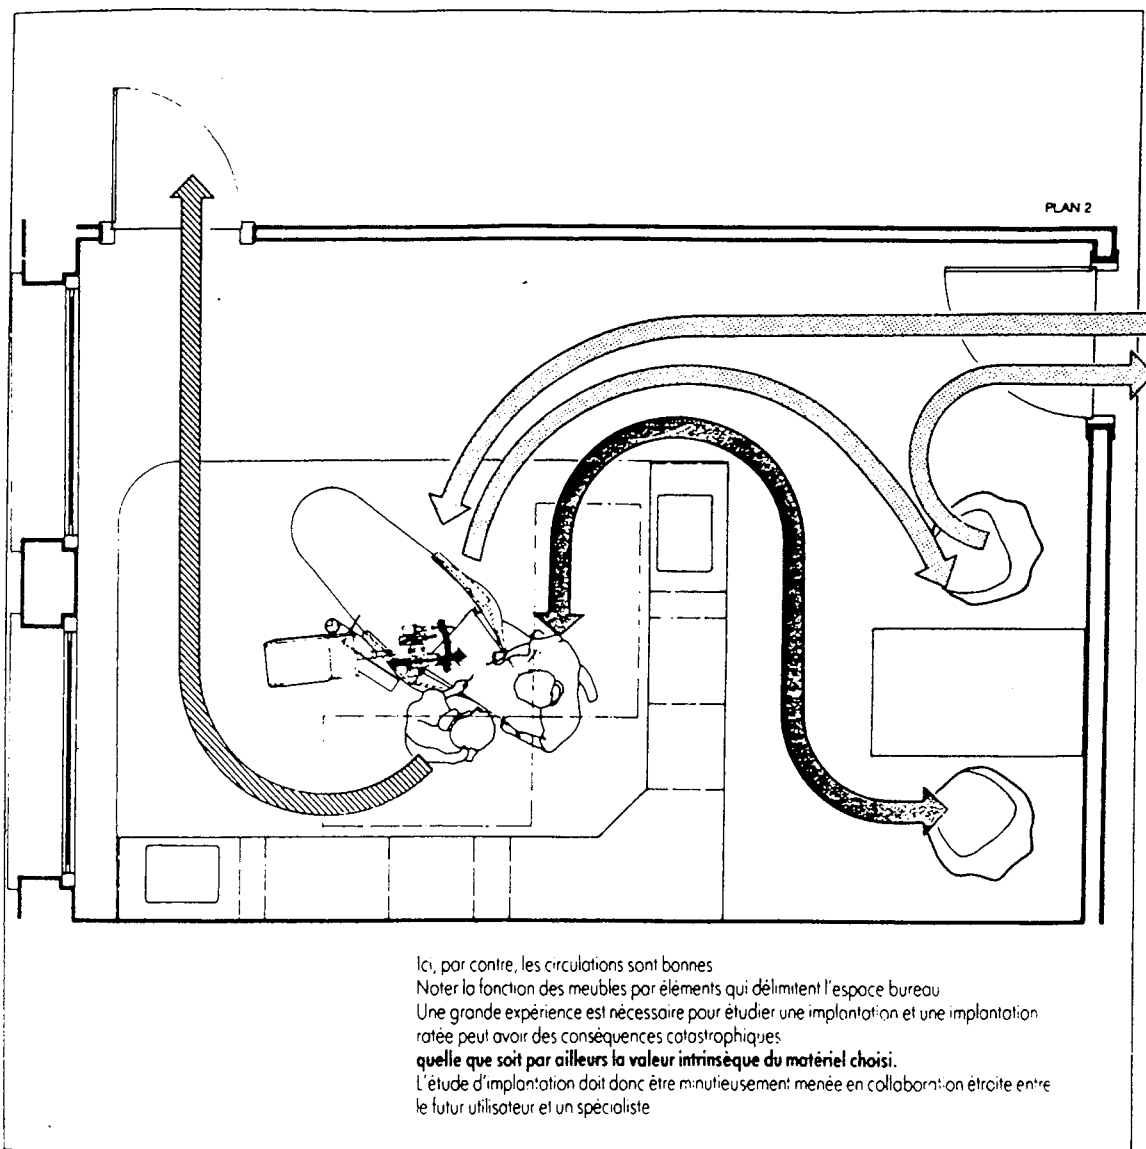 PLAN 2
Ici, par contre, les circulations sont bonnes
Noter la fonction des meubles par éléments qui délimitent l'espace bureau
Une grande expérience est nécessaire pour étudier une implantation et une implantation
ratée peut avoir des conséquences catastrophiques
quelle que soit par ailleurs la valeur intrinsèque du matériel choisi.
L'étude d'implantation doit donc être minutieusement menée en collaboration étroite entre
le futur utilisateur et un spécialiste